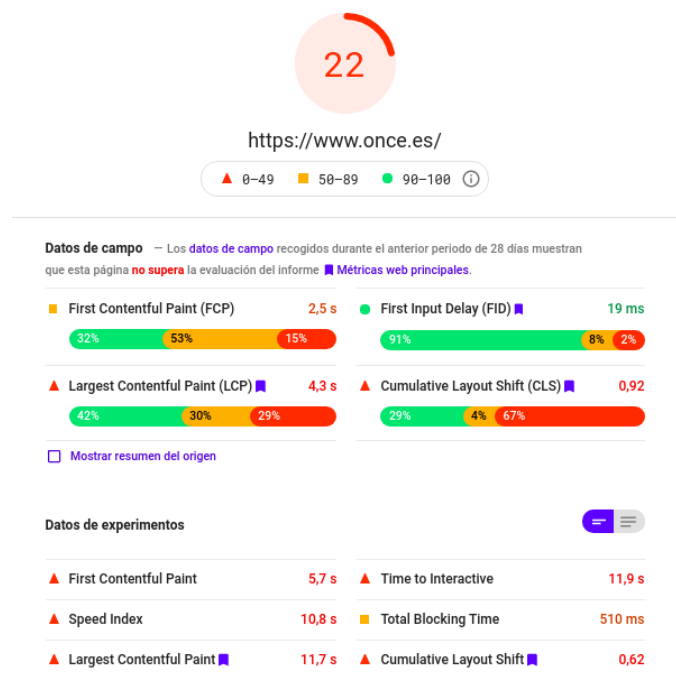 22
https://www.once.es/
0–49 50–89 90–100
Datos de campo — Los datos de campo recogidos durante el anterior periodo de 28 días muestran
que esta página no supera la evaluación del informe Métricas web principales.
First Contentful Paint (FCP) 2,5 s
32% 53% 15%
First Input Delay (FID) 19 ms
91% 8% 2%
Largest Contentful Paint (LCP) 4,3 s
42% 30% 29%
Cumulative Layout Shift (CLS) 0,92
29% 4% 67%
Mostrar resumen del origen
Datos de experimentos
First Contentful Paint 5,7 s
Time to Interactive 11,9 s
Speed Index 10,8 s
Total Blocking Time 510 ms
Largest Contentful Paint 11,7 s
Cumulative Layout Shift 0,62